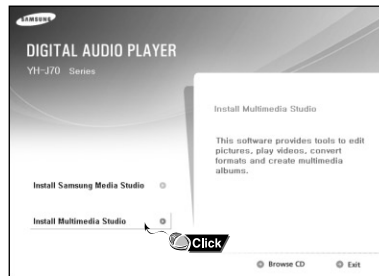 SAMSUNG
DIGITAL AUDIO PLAYER
YH-J70 Series
Install Multimedia Studio
This software provides tools to edit
pictures, play videos, convert
formats and create multimedia
albums.
Install Samsung Media Studio
Install Multimedia Studio
Click
Browse CD Exit